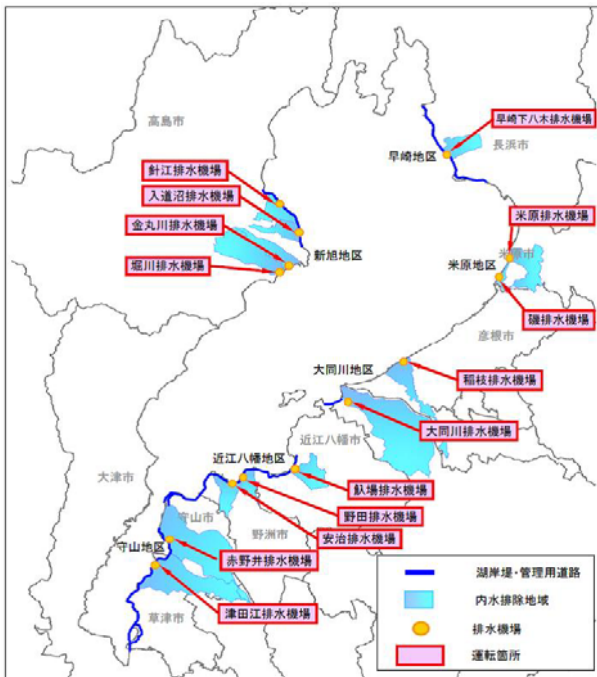 高島市
早崎下八木排水機場
長浜市
早崎地区
針江排水機場
入道沼排水機場
金丸川排水機場
堀川排水機場
新旭地区
米原排水機場
米原市
米原地区
磯排水機場
彦根市
大同川地区
稲枝排水機場
大同川排水機場
近江八幡市
近江八幡地区
大津市
野田排水機場
守山市
野洲市
安治排水機場
守山地区
赤野井排水機場
津田江排水機場
草津市
湖岸堤・管理用道路
内水排除地域
排水機場
運転箇所